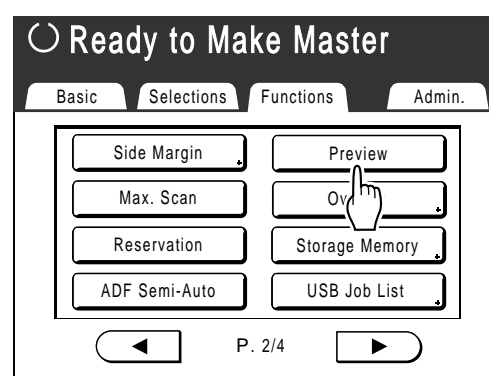 Ready to Make Master
Basic Selections Functions Admin.
Side Margin Preview
Max. Scan
Reservation Storage Memory
ADF Semi-Auto USB Job List
P. 2/4